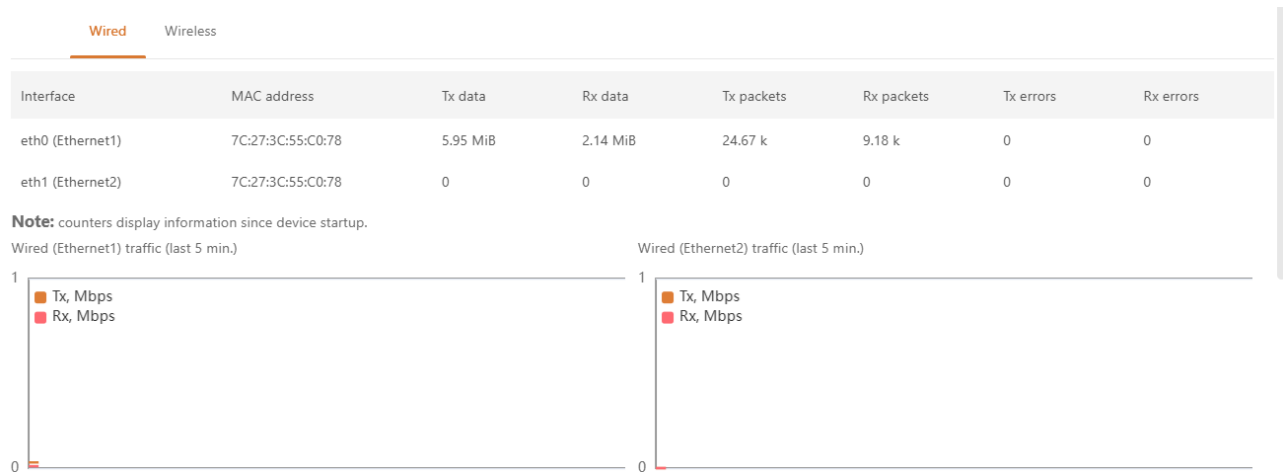 Wired Wireless
Interface MAC address Tx data Rx data Tx packets Rx packets Tx errors Rx errors
eth0 (Ethernet1) 7C:27:3C:55:C0:78 5.95 MiB 2.14 MiB 24.67 k 9.18 k 0 0
eth1 (Ethernet2) 7C:27:3C:55:C0:78 0 0 0 0 0 0
Note: counters display information since device startup.
Wired (Ethernet1) traffic (last 5 min.)
1
Tx, Mbps
Rx, Mbps
0
Wired (Ethernet2) traffic (last 5 min.)
1
Tx, Mbps
Rx, Mbps
0